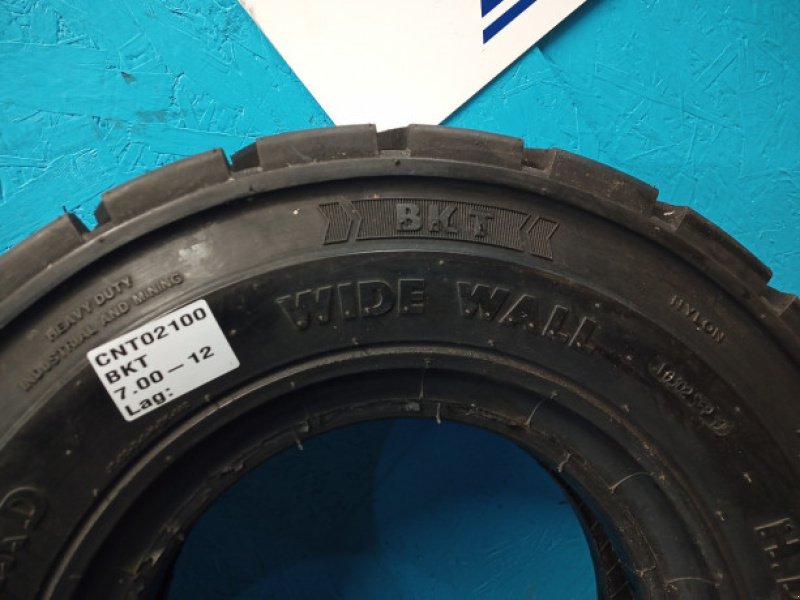 BKT
WIDE WALL
HEAVY DUTY
INDUSTRIAL AND MINING
NYLON
CNT02100
BKT
7.00 – 12
Lag: